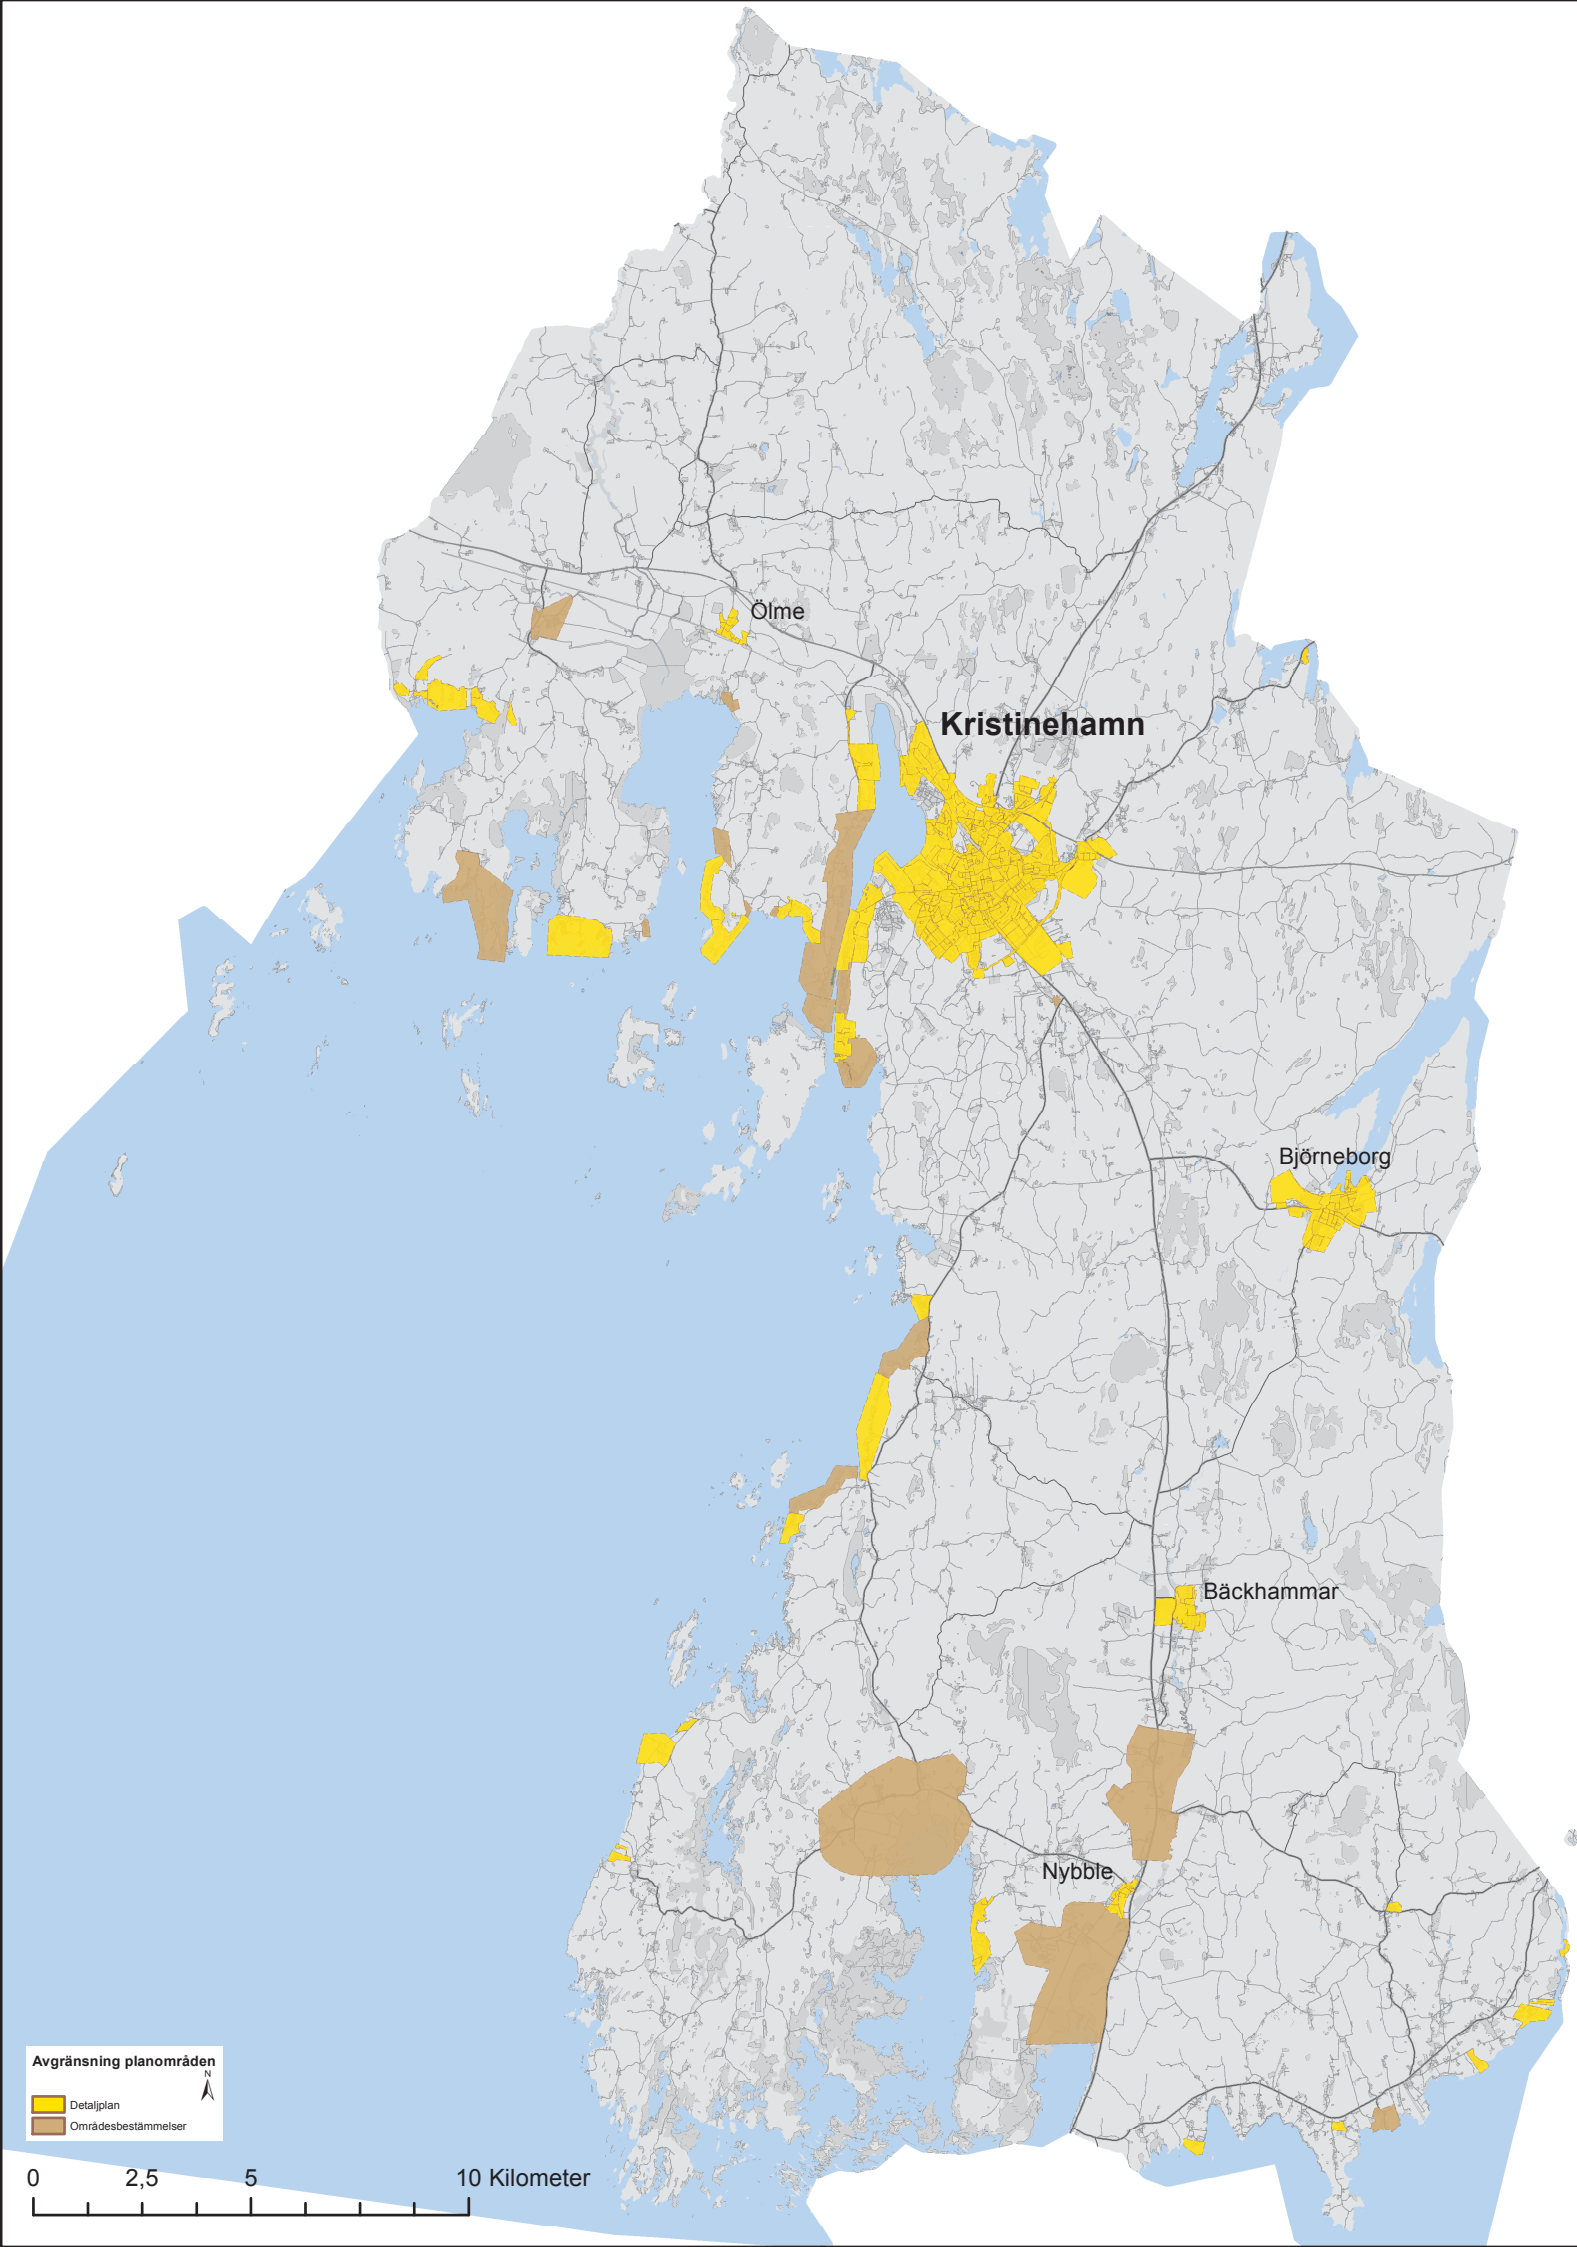 Ölme
Kristinehamn
Björneborg
Bäckhammar
Nybble
Avgränsning planområden
N
Detaljplan
Områdesbestämmelser
0 2,5 5 10 Kilometer